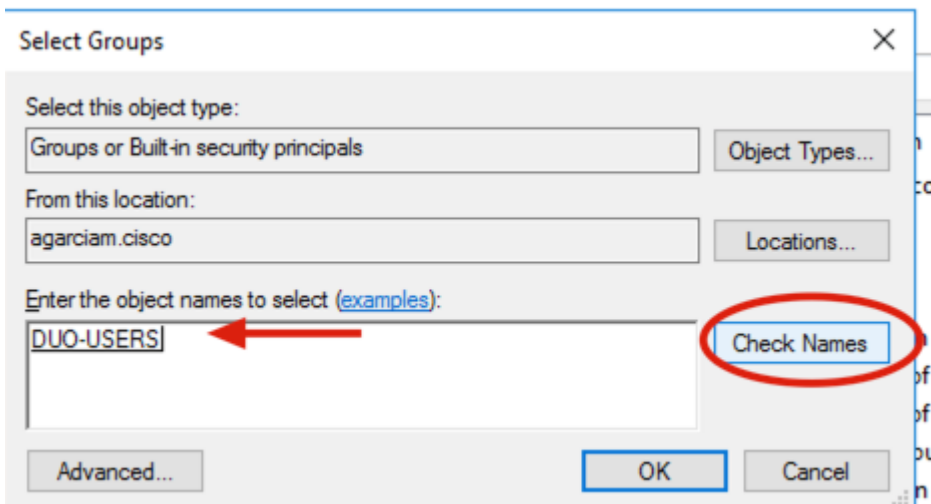 Select Groups
Select this object type:
Groups or Built-in security principals
Object Types...
From this location:
agarciam.cisco
Locations...
Enter the object names to select (examples):
DUO-USERS
Check Names
Advanced...
OK
Cancel